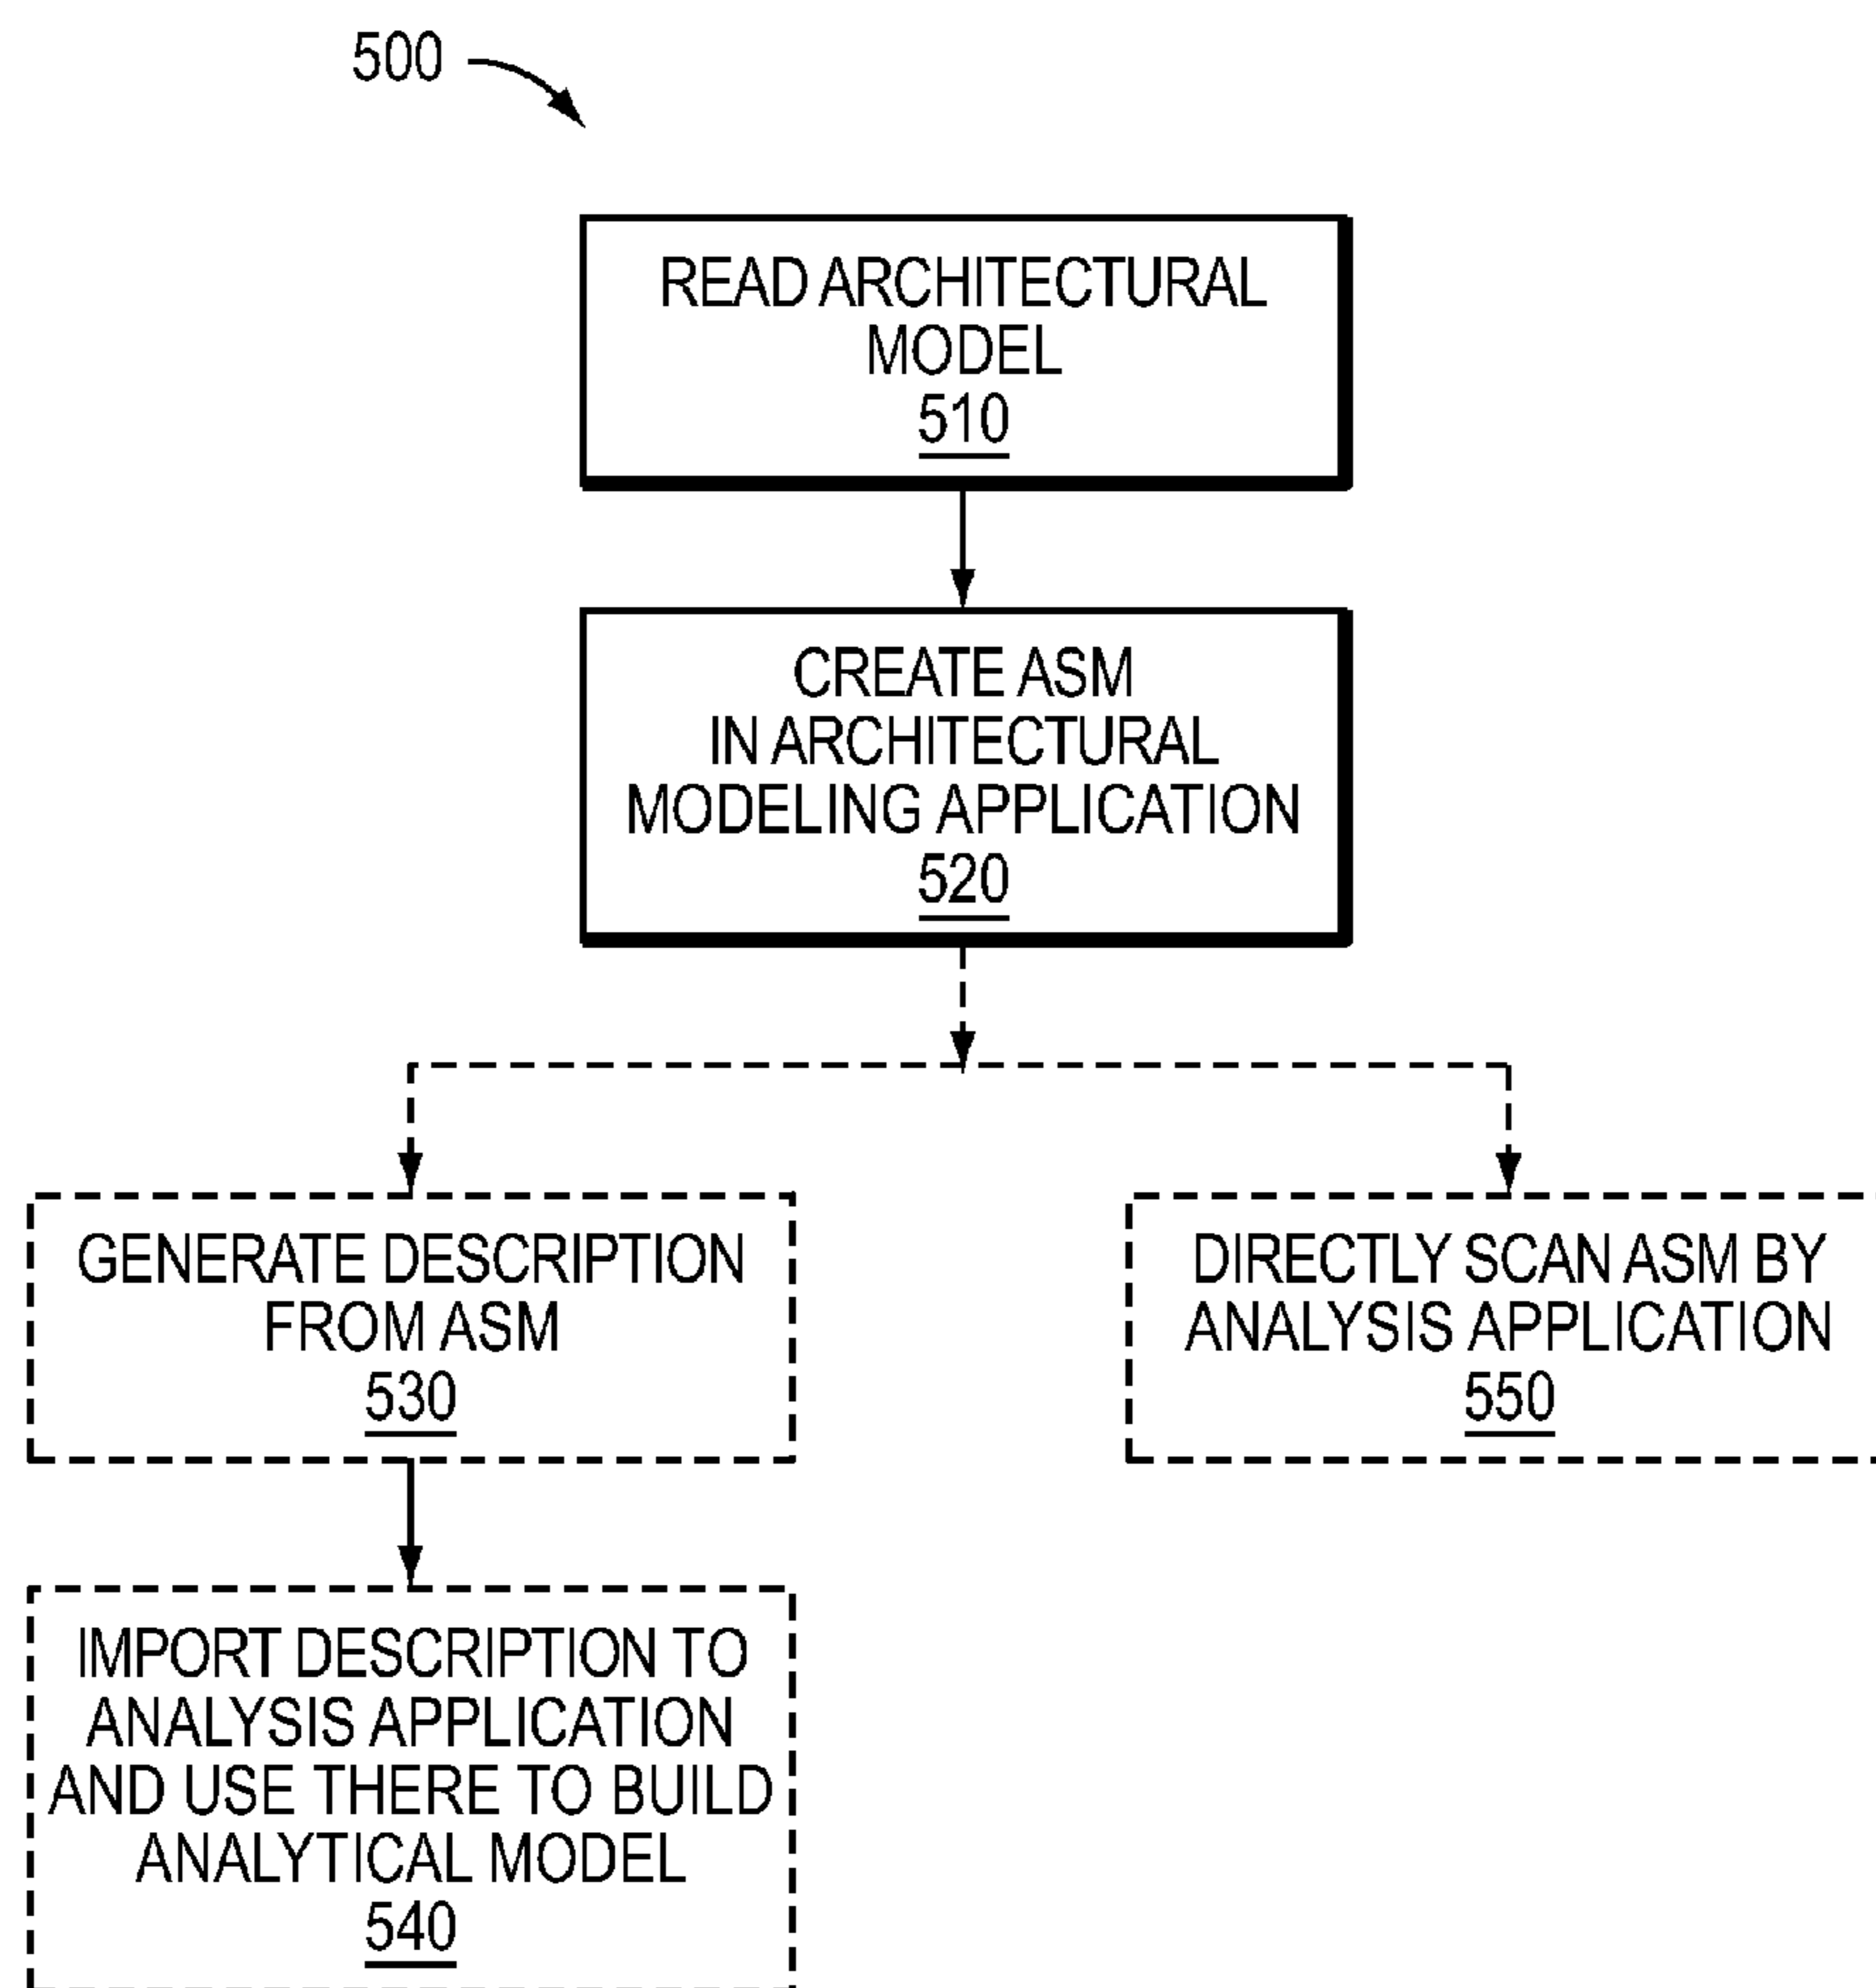 500
READ ARCHITECTURAL
MODEL
510
CREATE ASM
IN ARCHITECTURAL
MODELING APPLICATION
520
GENERATE DESCRIPTION
FROM ASM
530
DIRECTLY SCAN ASM BY
ANALYSIS APPLICATION
550
IMPORT DESCRIPTION TO
ANALYSIS APPLICATION
AND USE THERE TO BUILD
ANALYTICAL MODEL
540